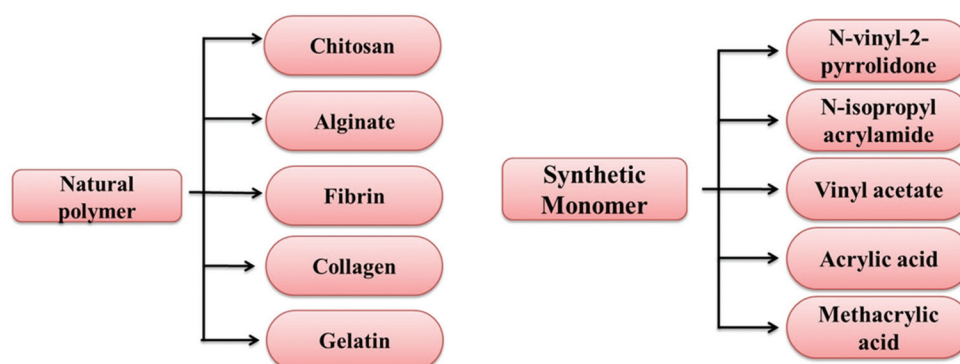 Natural
polymer
Chitosan
Alginate
Fibrin
Collagen
Gelatin
Synthetic
Monomer
N-vinyl-2-
pyrrolidone
N-isopropyl
acrylamide
Vinyl acetate
Acrylic acid
Methacrylic
acid